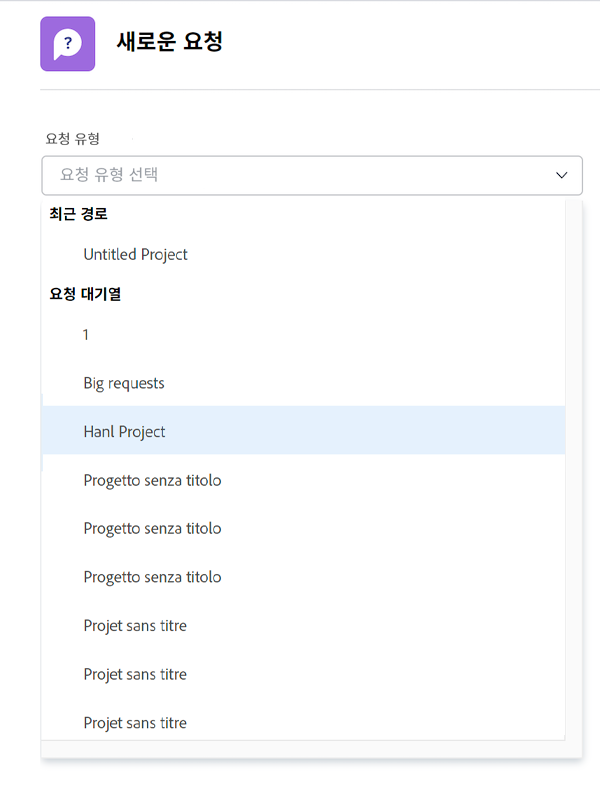 ?
새로운 요청
요청 유형
요청 유형 선택
최근 경로
Untitled Project
요청 대기열
1
Big requests
Hanl Project
Progetto senza titolo
Progetto senza titolo
Progetto senza titolo
Projet sans titre
Projet sans titre
Projet sans titre